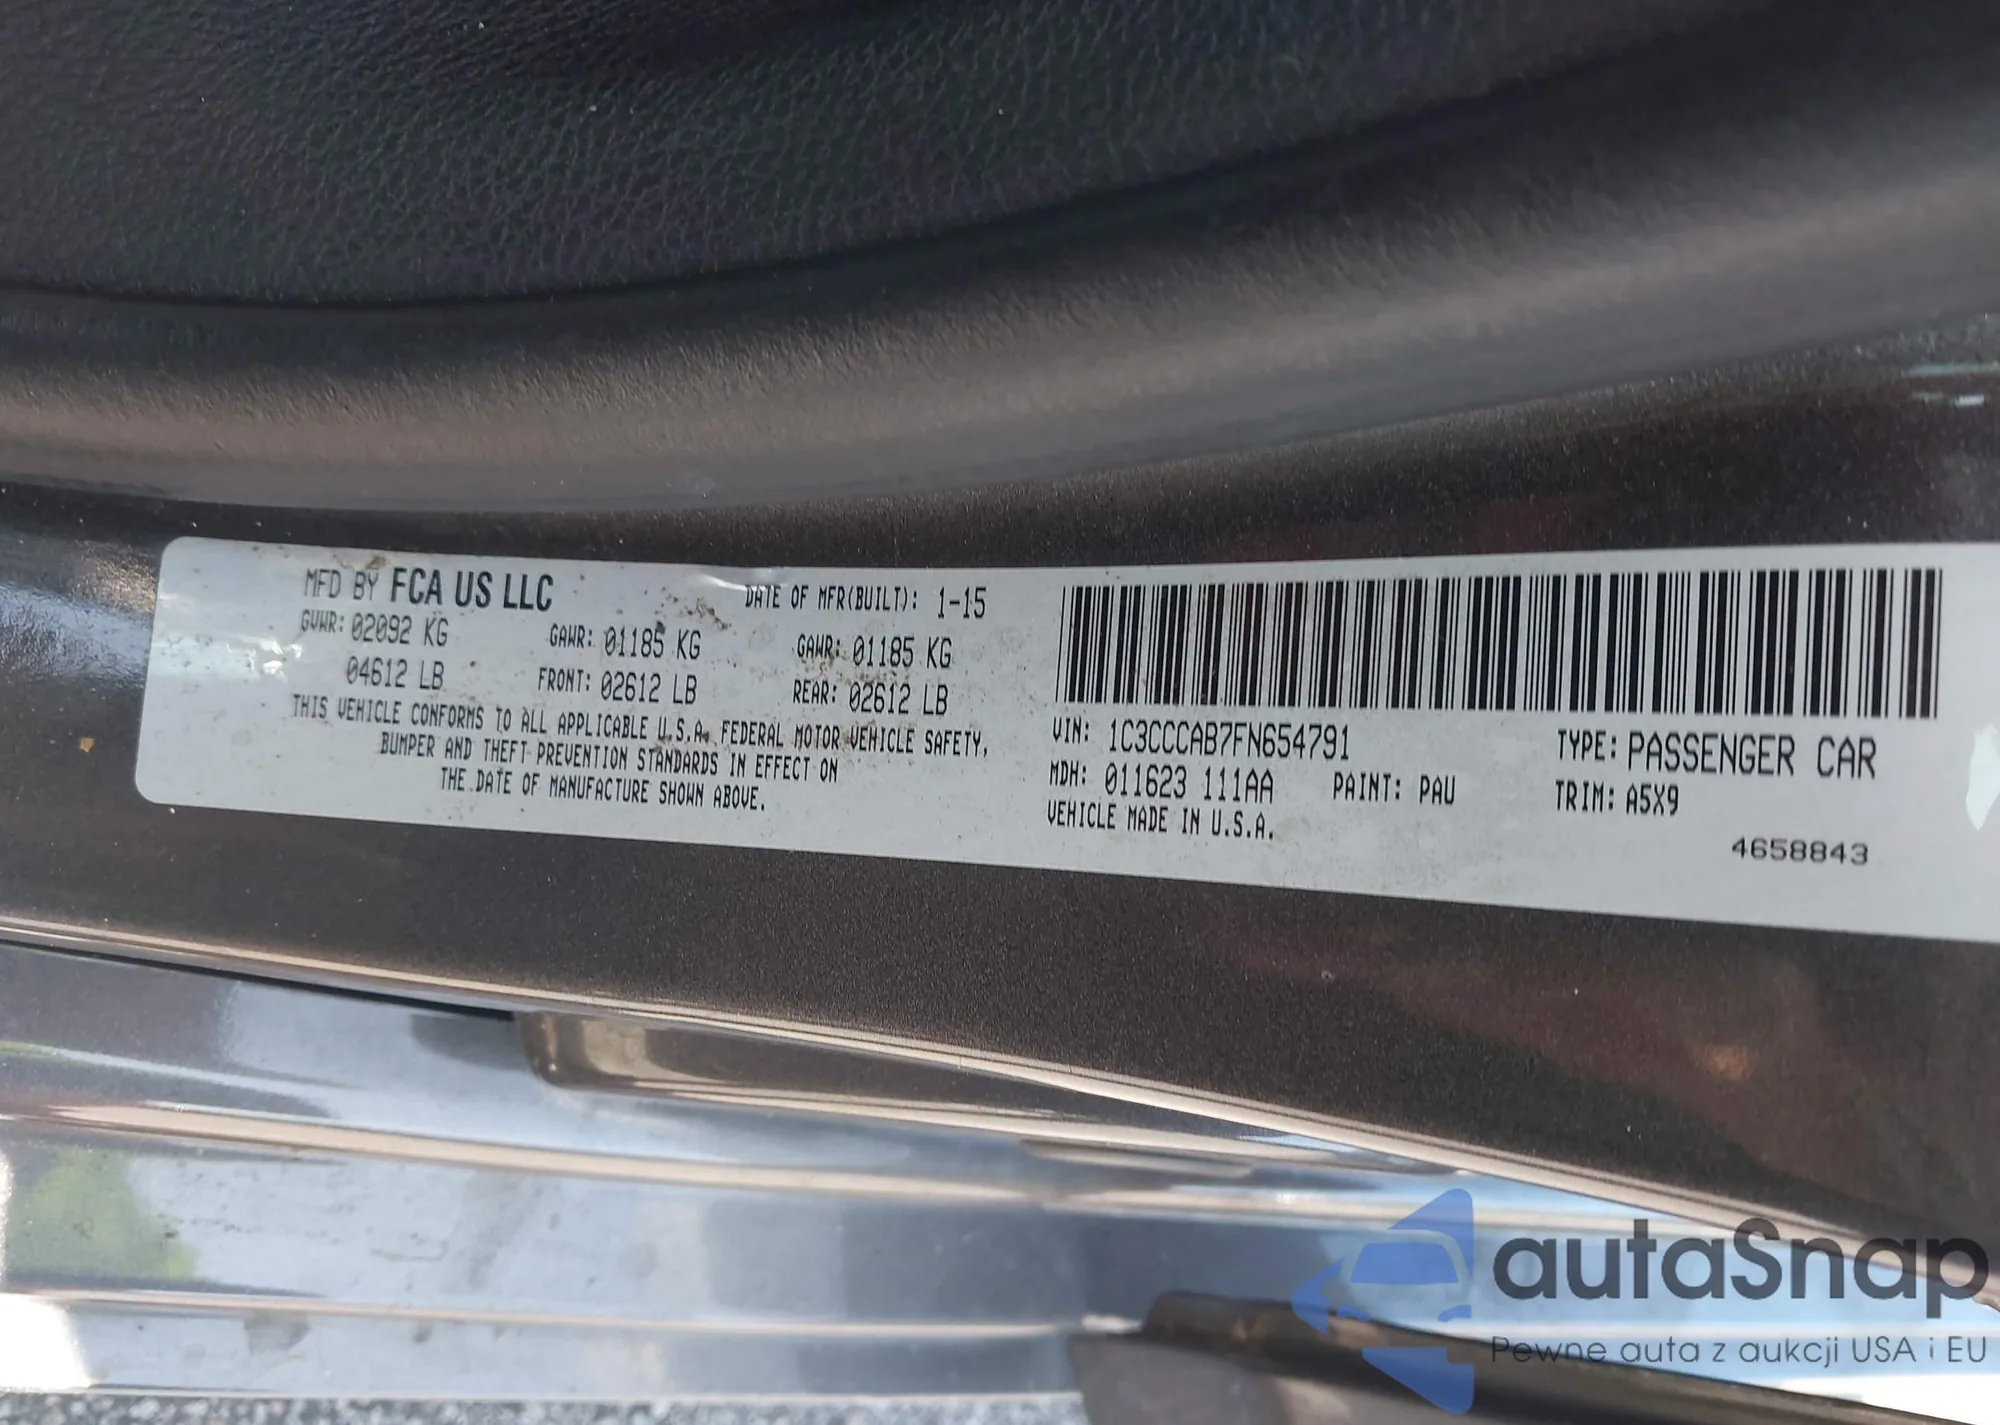 MFD BY FCA US LLC DATE OF MFR(BUILT): 1-15
GVWR: 02092 KG GAWR: 01185 KG GAWR: 01185 KG
04612 LB FRONT: 02612 LB REAR: 02612 LB
THIS VEHICLE CONFORMS TO ALL APPLICABLE U.S.A. FEDERAL MOTOR VEHICLE SAFETY,
BUMPER AND THEFT PREVENTION STANDARDS IN EFFECT ON
THE DATE OF MANUFACTURE SHOWN ABOVE.
VIN: 1C3CCCAB7FN654791 TYPE: PASSENGER CAR
MDH: 011623 111AA PAINT: PAU TRIM: A5X9
VEHICLE MADE IN U.S.A.
4658843
autaSnap
Pewne auta z aukcji USA i EU